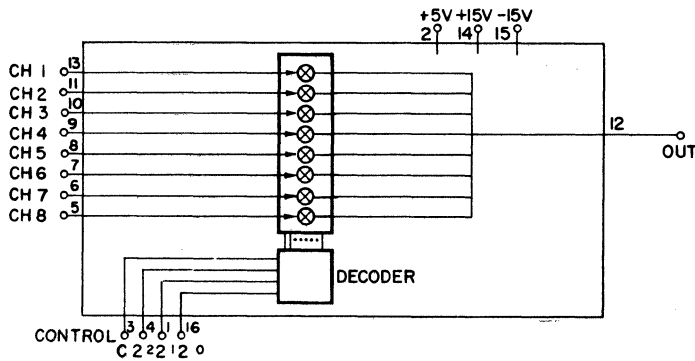 +5V +15V -15V
2 14 15
CH 1 13
CH 2 11
CH 3 10
CH 4 9
CH 5 8
CH 6 7
CH 7 6
CH 8 5
12
OUT
DECODER
3 4 1 16
CONTROL
C 2² 2¹ 2⁰